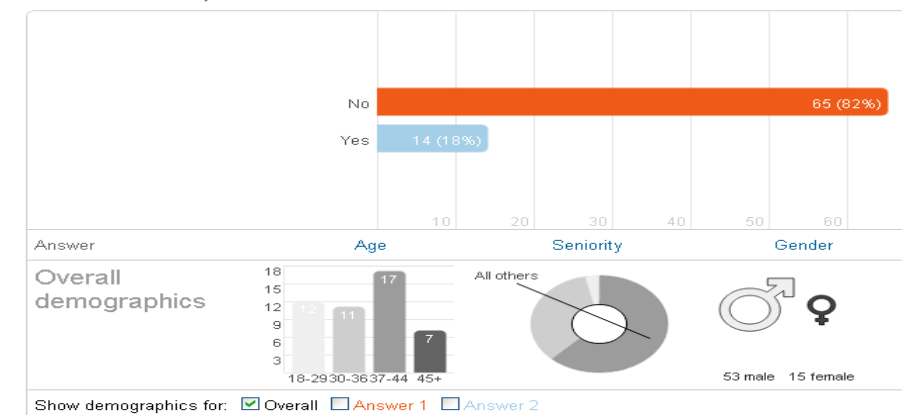 No 65 (82%)
Yes 14 (18%)
10 20 30 40 50 60
Answer Age Seniority Gender
Overall
demographics
18
15
12
9
6
3
12 11 17 7
18-29 30-36 37-44 45+
All others
53 male 15 female
Show demographics for: Overall Answer 1 Answer 2